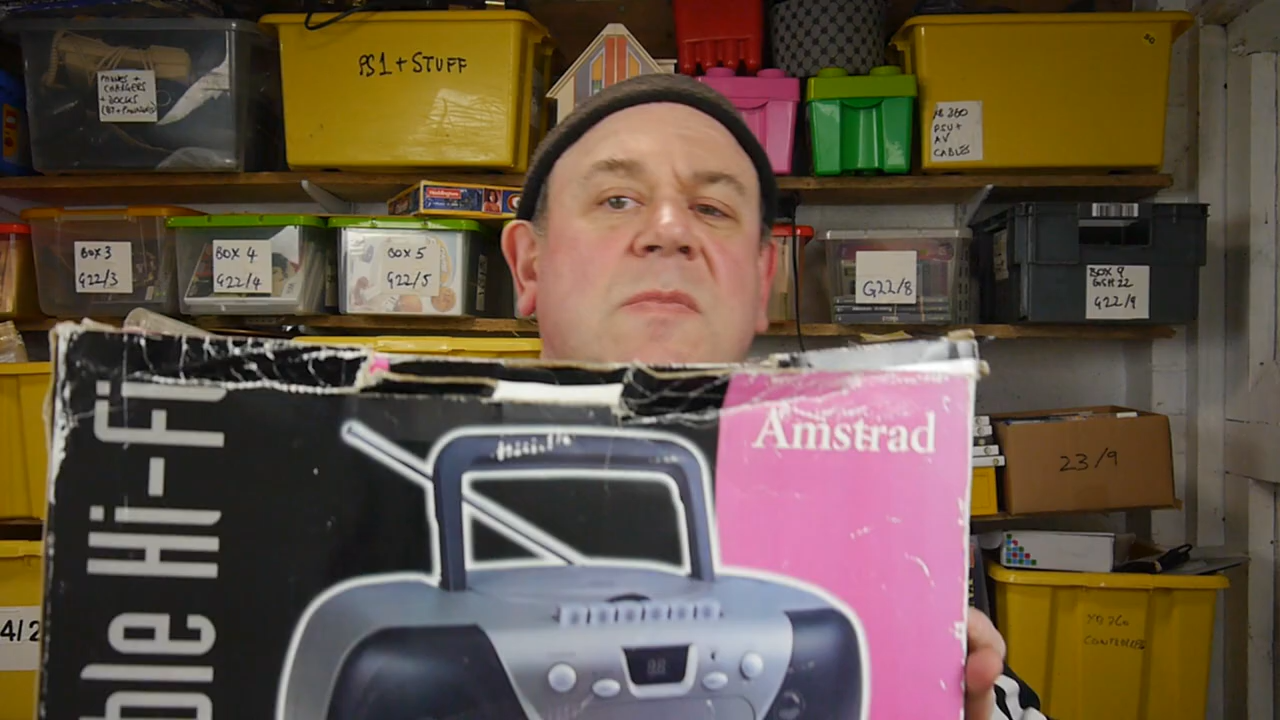 PHONES +
CHARGERS
+ DOCKS
PS1 + STUFF
PSU +
AV
CABLES
BOX 3
G22/3
BOX 4
G22/4
BOX 5
G22/5
G22/8
BOX 9
G22/9
23/9
Amstrad
ble Hi-Fi
4/2